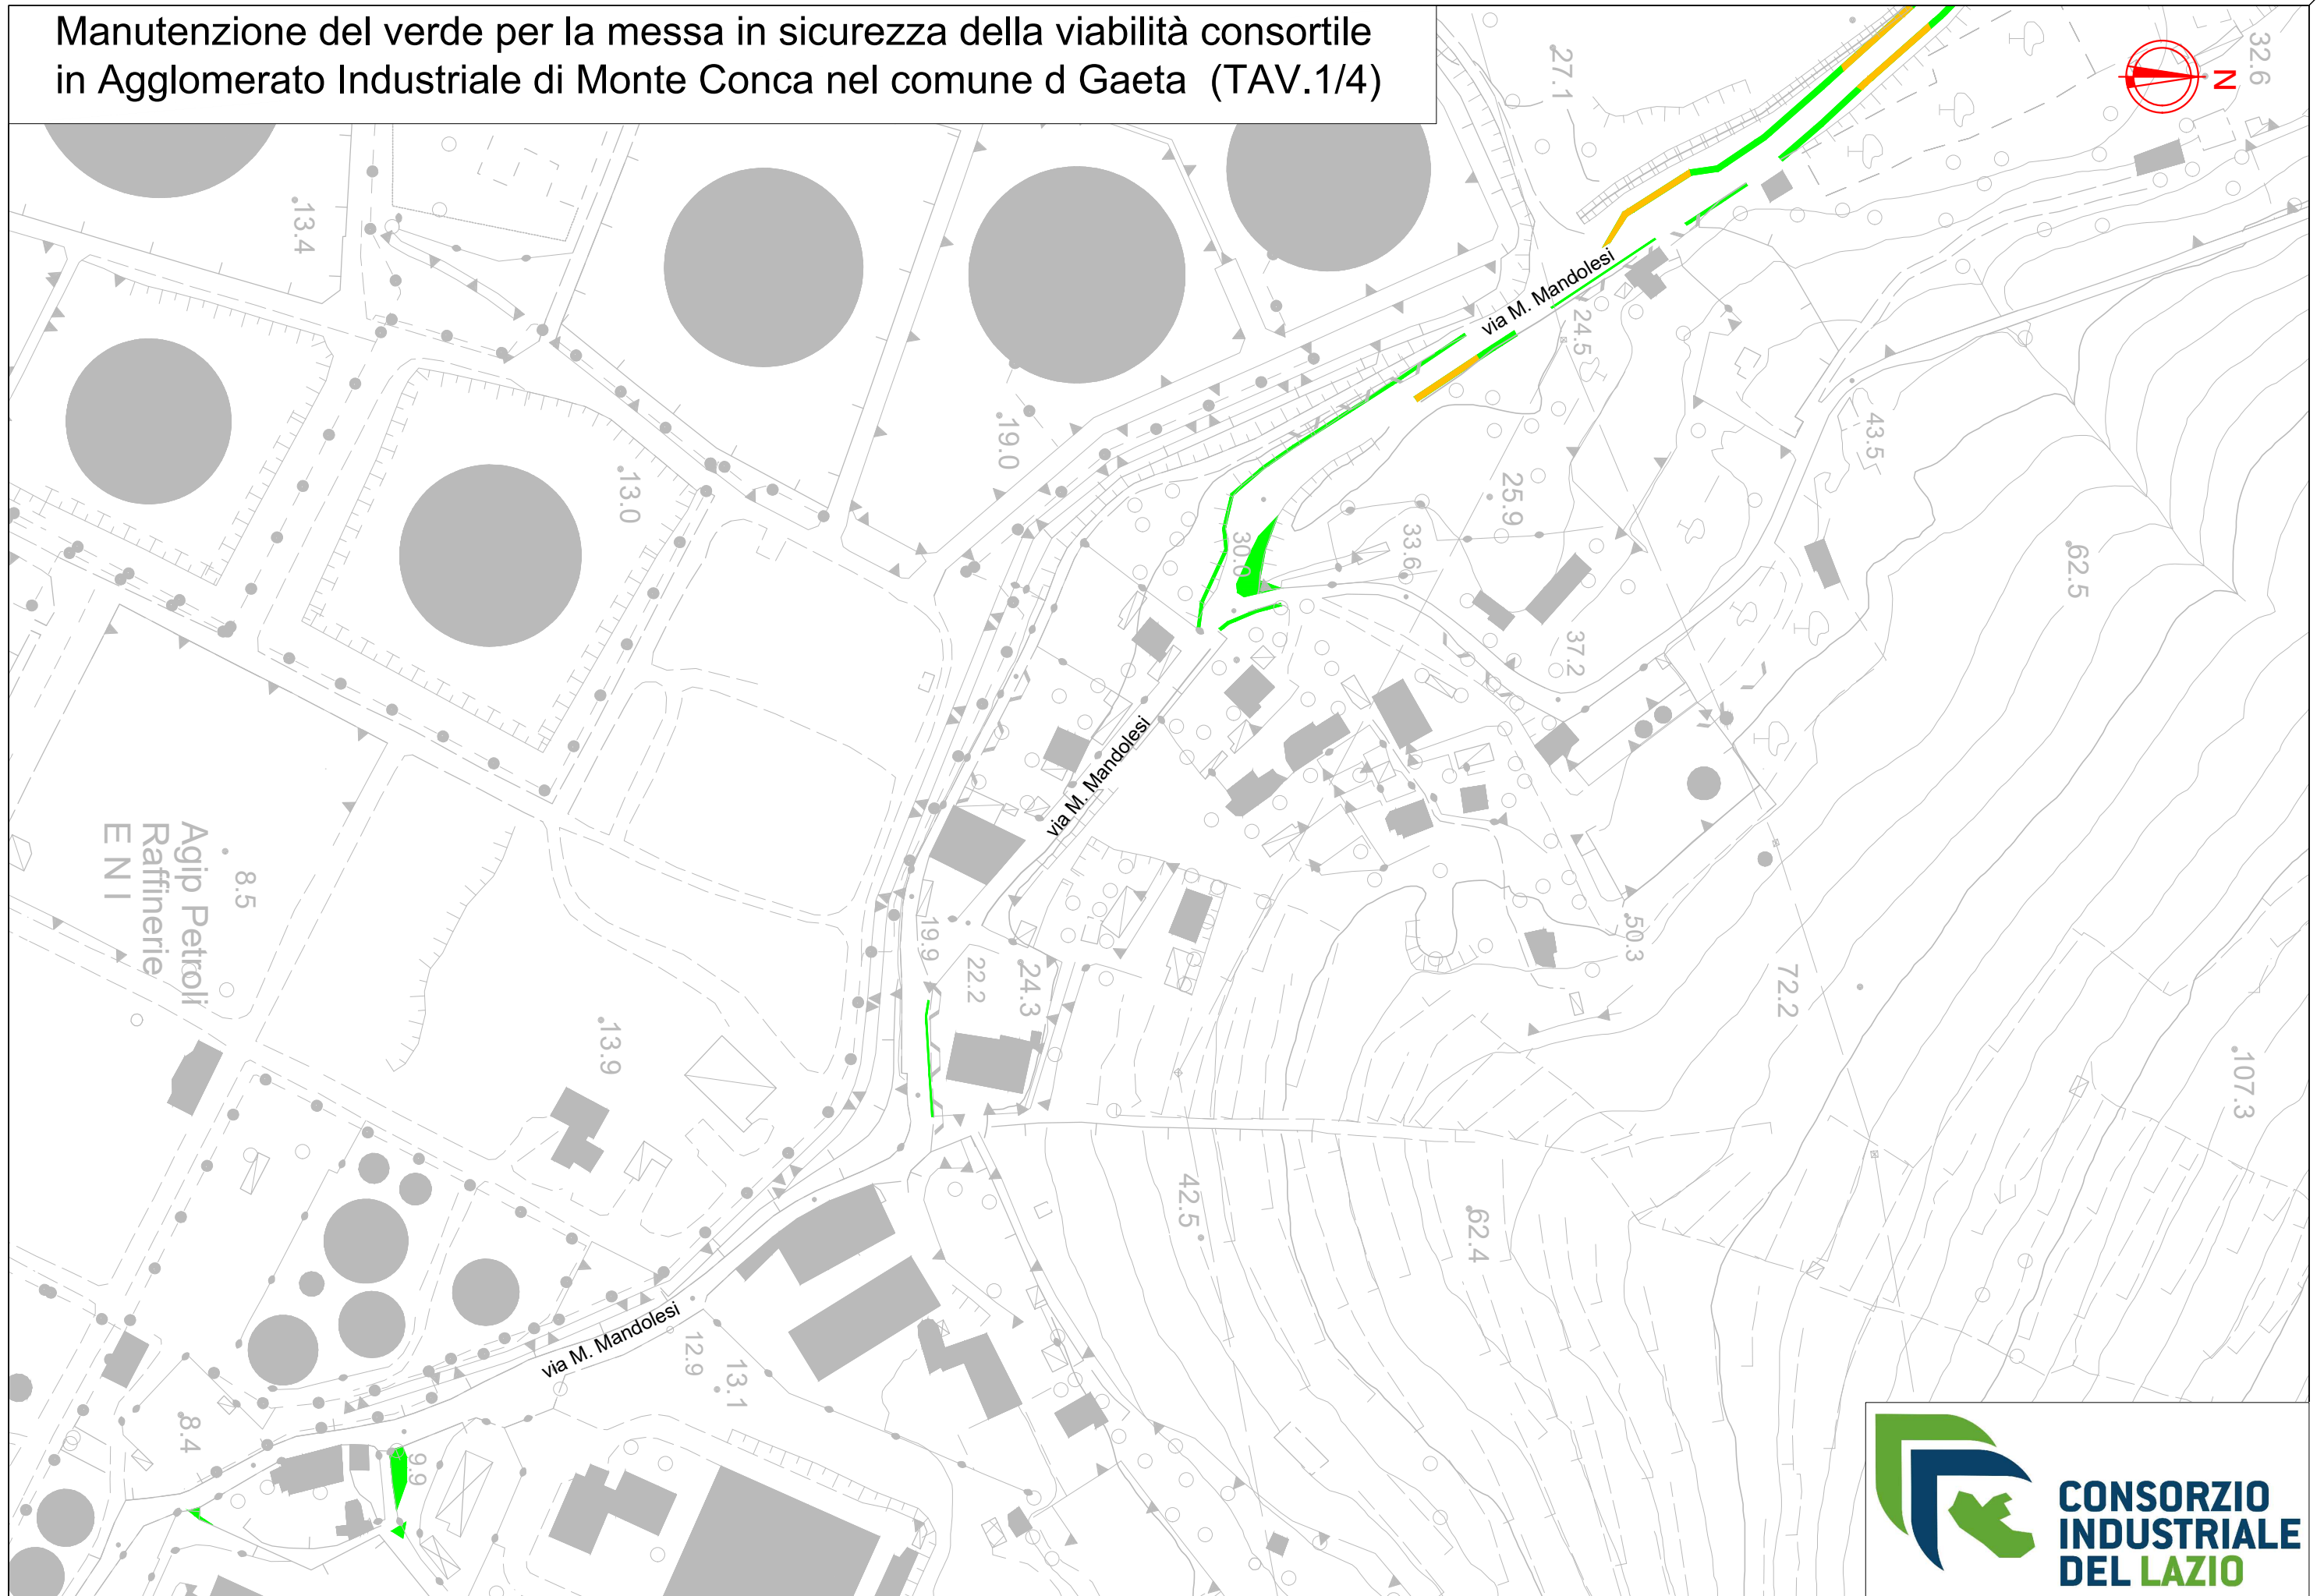 Manutenzione del verde per la messa in sicurezza della viabilità consortile
in Agglomerato Industriale di Monte Conca nel comune d Gaeta (TAV.1/4)
N
32.6
27.1
13.4
via M. Mandolesi
24.5
19.0
43.5
13.0
25.9
33.6
30.0
62.5
37.2
via M. Mandolesi
Agip Petroli
Raffinerie
E N I
8.5
19.9
22.2
24.3
50.3
72.2
13.9
107.3
42.5
62.4
via M. Mandolesi
12.9
13.1
8.4
9.9
CONSORZIO
INDUSTRIALE
DEL LAZIO